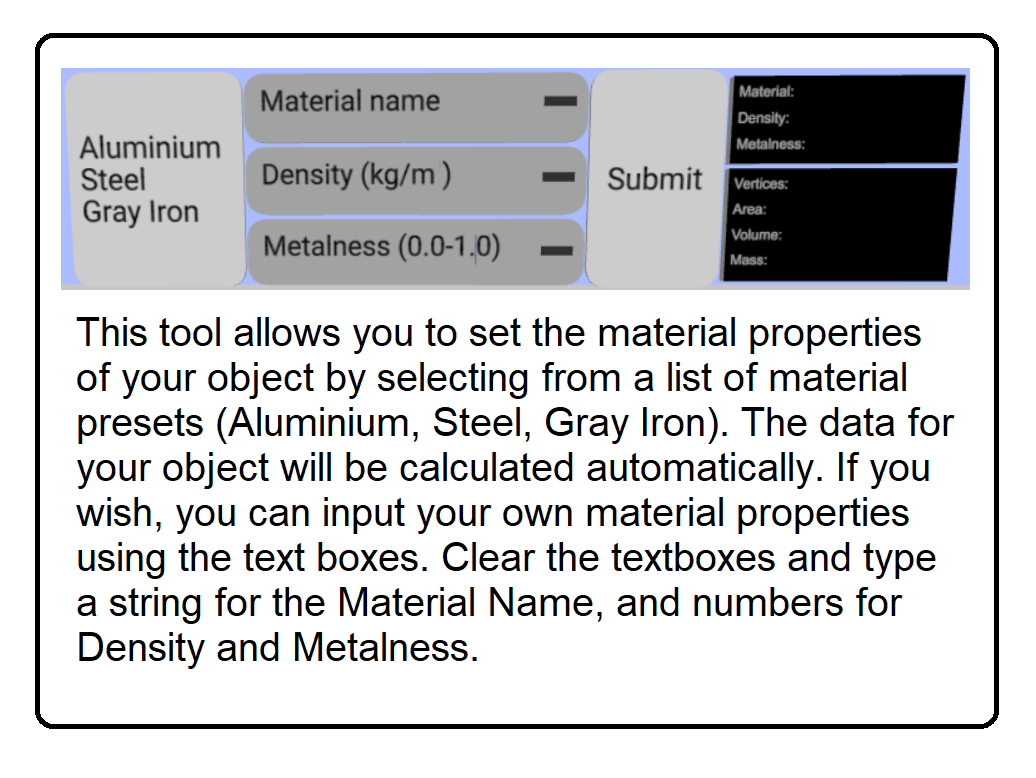 Aluminium
Steel
Gray Iron
Material name
Density (kg/m )
Metalness (0.0-1.0)
Submit
Material:
Density:
Metalness:
Vertices:
Area:
Volume:
Mass:
This tool allows you to set the material properties
of your object by selecting from a list of material
presets (Aluminium, Steel, Gray Iron). The data for
your object will be calculated automatically. If you
wish, you can input your own material properties
using the text boxes. Clear the textboxes and type
a string for the Material Name, and numbers for
Density and Metalness.